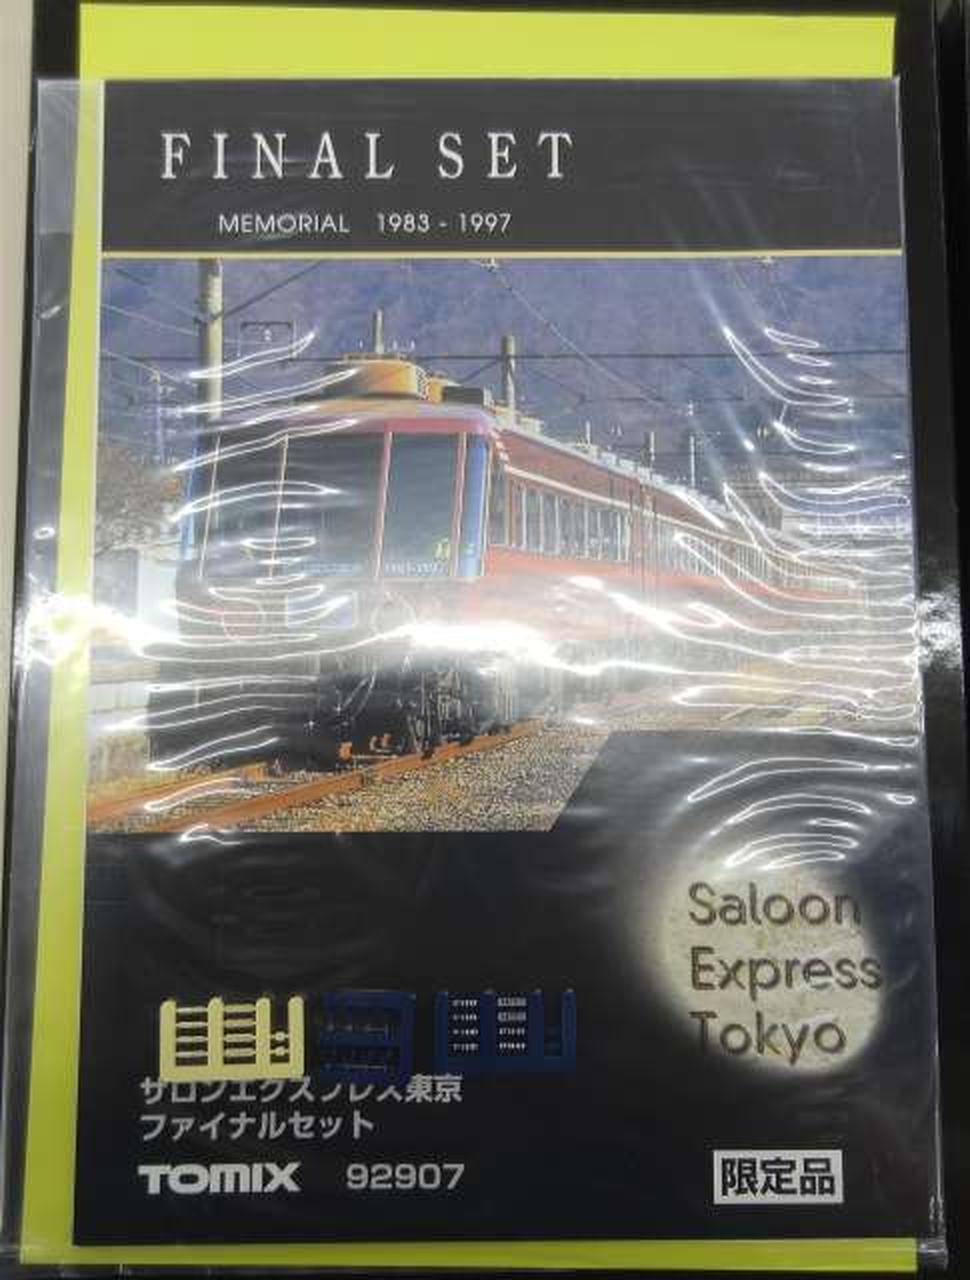 FINAL SET
MEMORIAL 1983 - 1997
Saloon
Express
Tokyo
サロンエクスプレス東京
ファイナルセット
TOMIX 92907
限定品